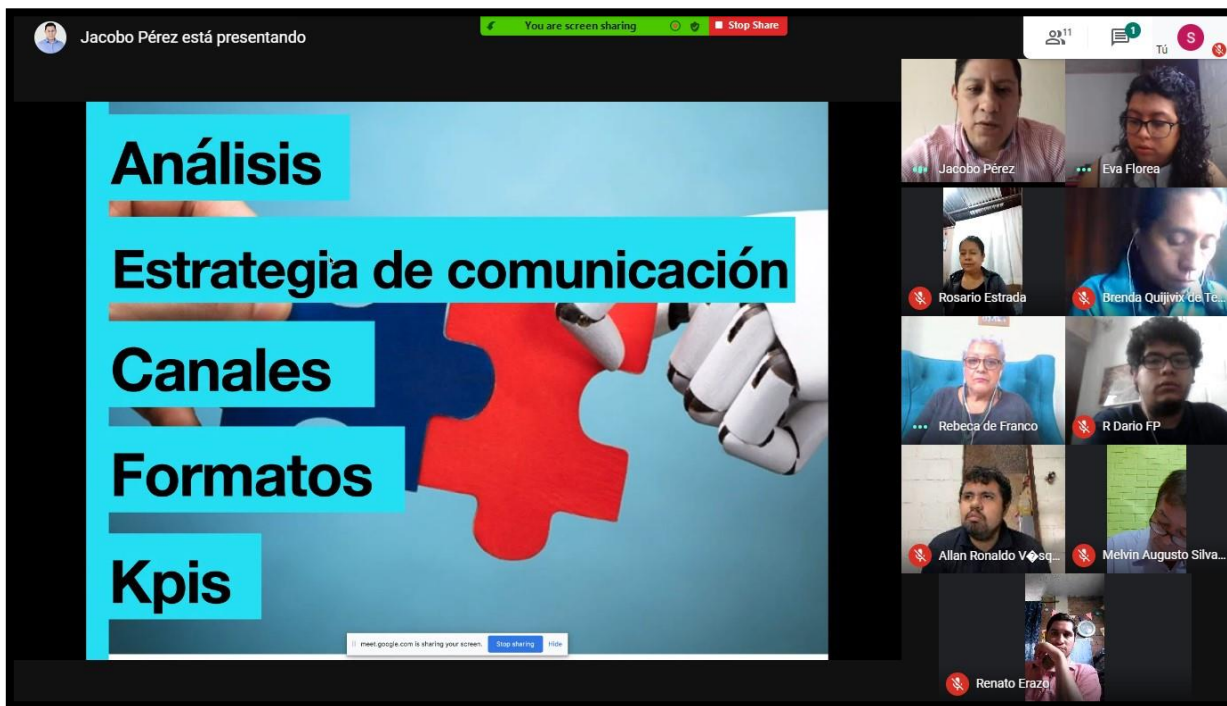 Jacobo Pérez está presentando
You are screen sharing
Stop Share
11
1
Tú
S
Análisis
Estrategia de comunicación
Canales
Formatos
Kpis
meet.google.com is sharing your screen.
Stop sharing
Hide
Jacobo Pérez
Eva Florea
Rosario Estrada
Brenda Quijivix de Te...
Rebeca de Franco
R Dario FP
Allan Ronaldo V�sq...
Melvin Augusto Silva...
Renato Erazo